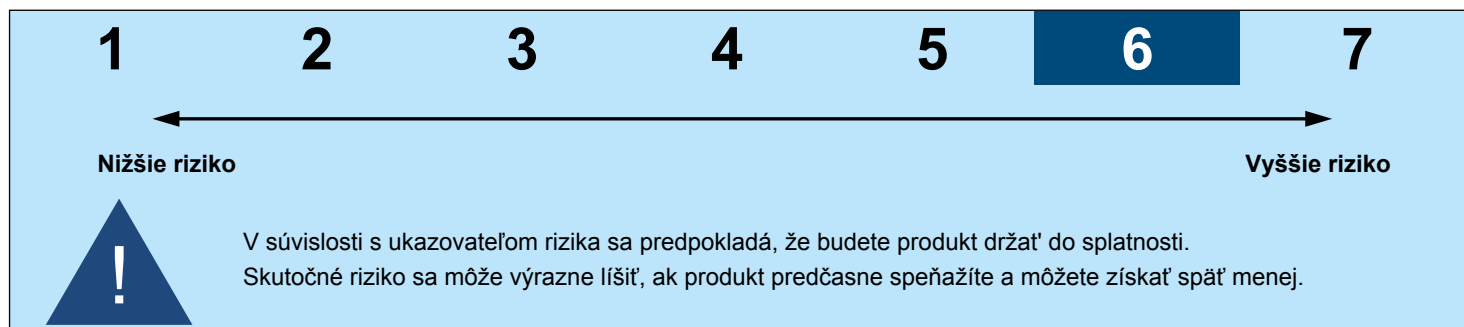 1 2 3 4 5 6 7
Nižšie riziko Vyššie riziko
!
V súvislosti s ukazovateľom rizika sa predpokladá, že budete produkt držat' do splatnosti.
Skutočné riziko sa môže výrazne líšiť, ak produkt predčasne speňažíte a môžete získať späť menej.